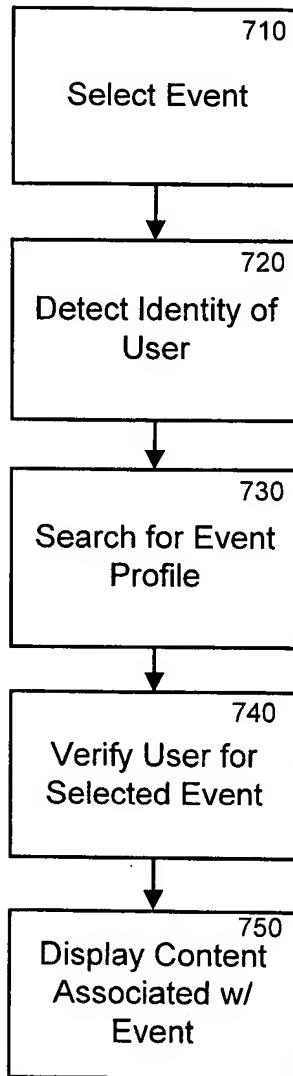 710
Select Event
720
Detect Identity of
User
730
Search for Event
Profile
740
Verify User for
Selected Event
750
Display Content
Associated w/
Event